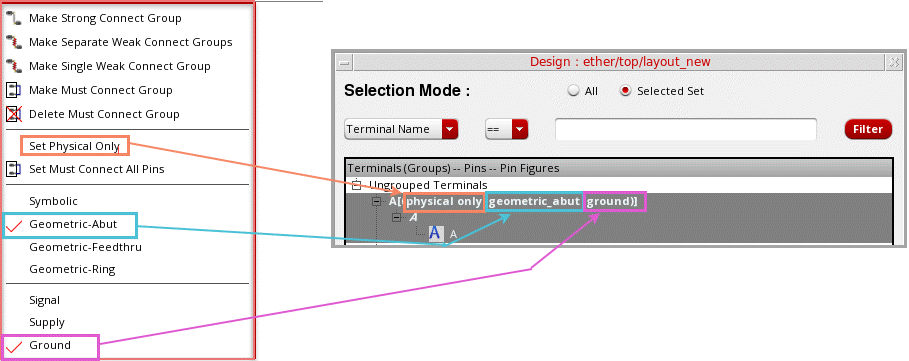 Make Strong Connect Group
Make Separate Weak Connect Groups
Make Single Weak Connect Group
Make Must Connect Group
Delete Must Connect Group
Set Physical Only
Set Must Connect All Pins
Symbolic
Geometric-Abut
Geometric-Feedthru
Geometric-Ring
Signal
Supply
Ground
Design : ether/top/layout_new
Selection Mode :
All
Selected Set
Terminal Name
==
Filter
Terminals (Groups) -- Pins -- Pin Figures
Ungrouped Terminals
A[(physical only geometric_abut ground)]
A
A A